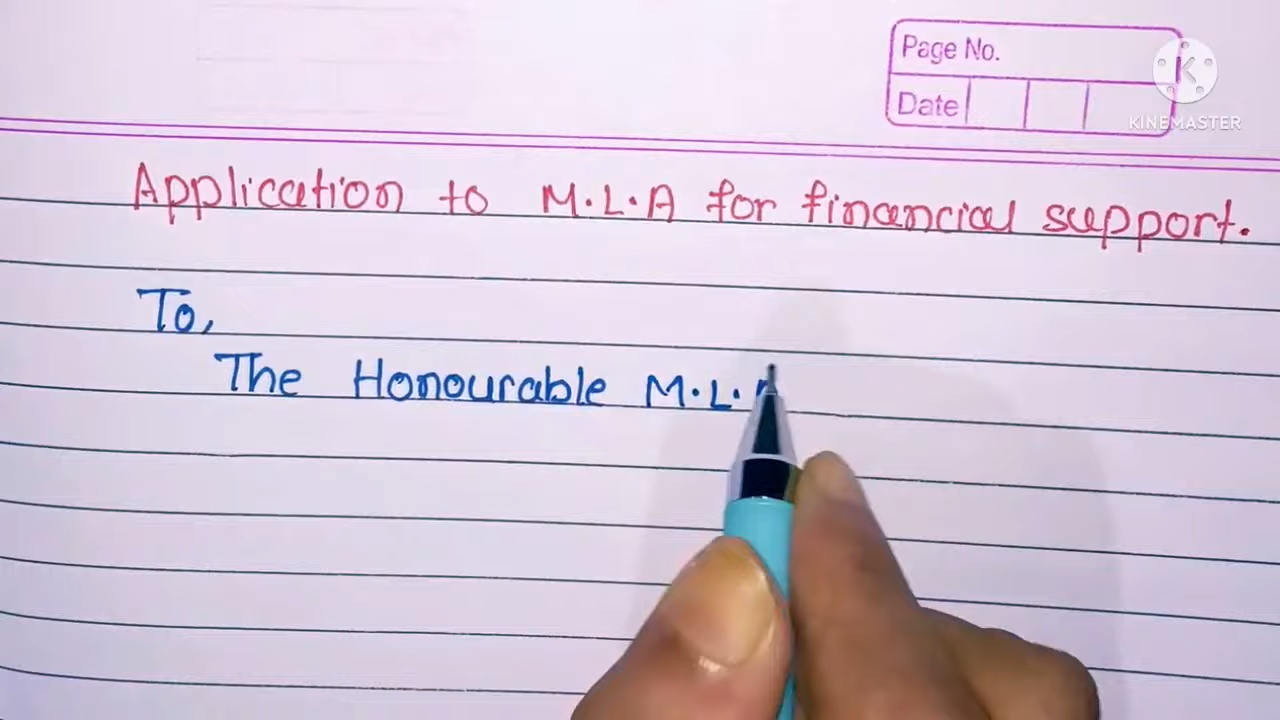 Page No.
Date
KINEMASTER
Application to M.L.A for financial support.
To,
The Honourable M.L.